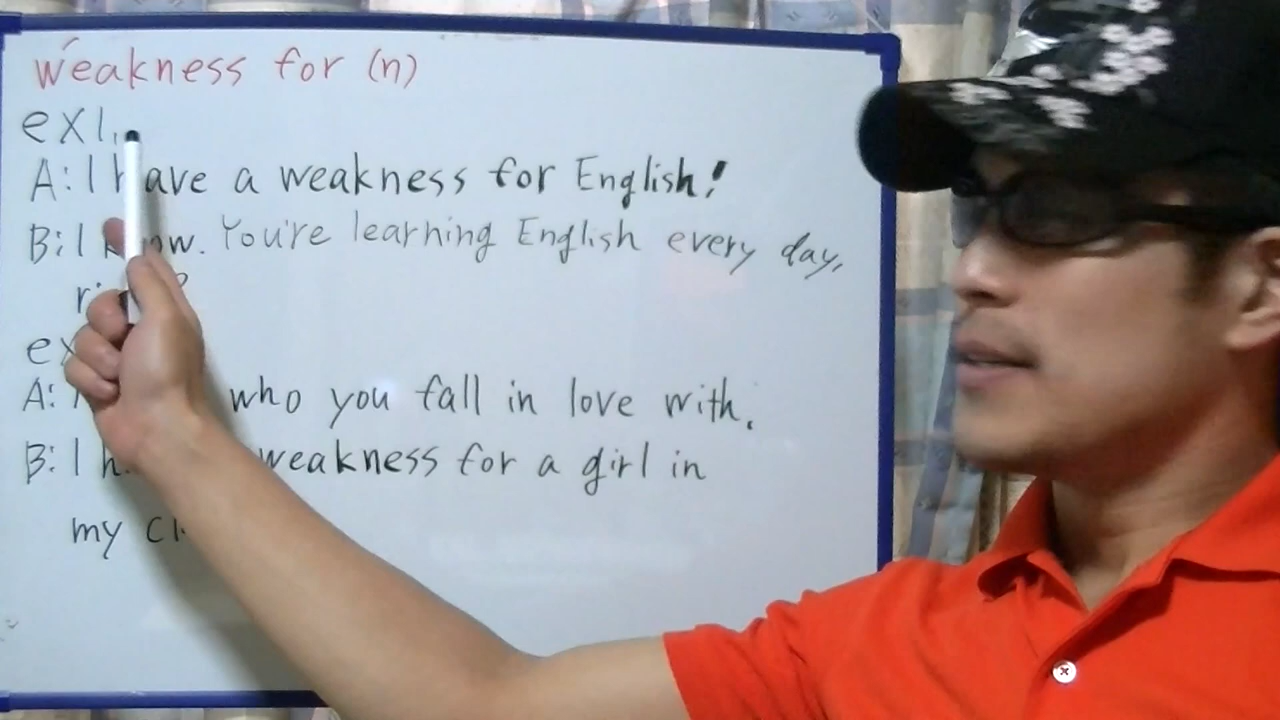 weakness for (n)
ex1.
A: I have a weakness for English!
B: I know. You're learning English every day,
ex
A: who you fall in love with.
B: I weakness for a girl in
my